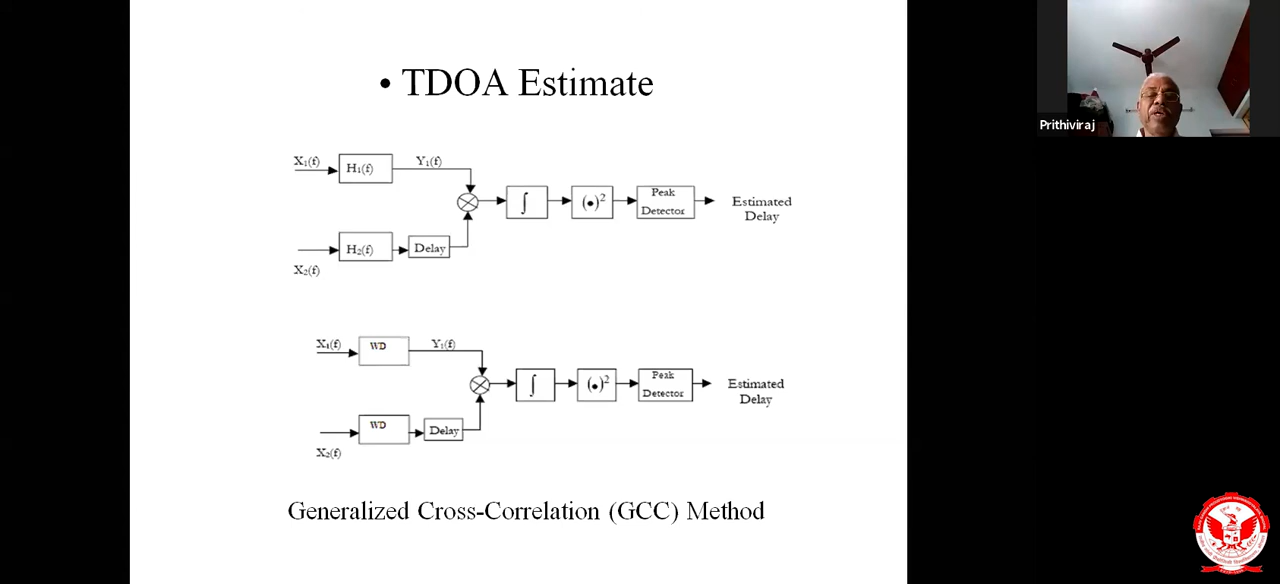 • TDOA Estimate
X₁(f)
H₁(f)
Y₁(f)
∫
(•)²
Peak
Detector
Estimated
Delay
H₂(f)
Delay
X₂(f)
X₁(f)
WD
Y₁(f)
∫
(•)²
Peak
Detector
Estimated
Delay
WD
Delay
X₂(f)
Generalized Cross-Correlation (GCC) Method
Prithiviraj